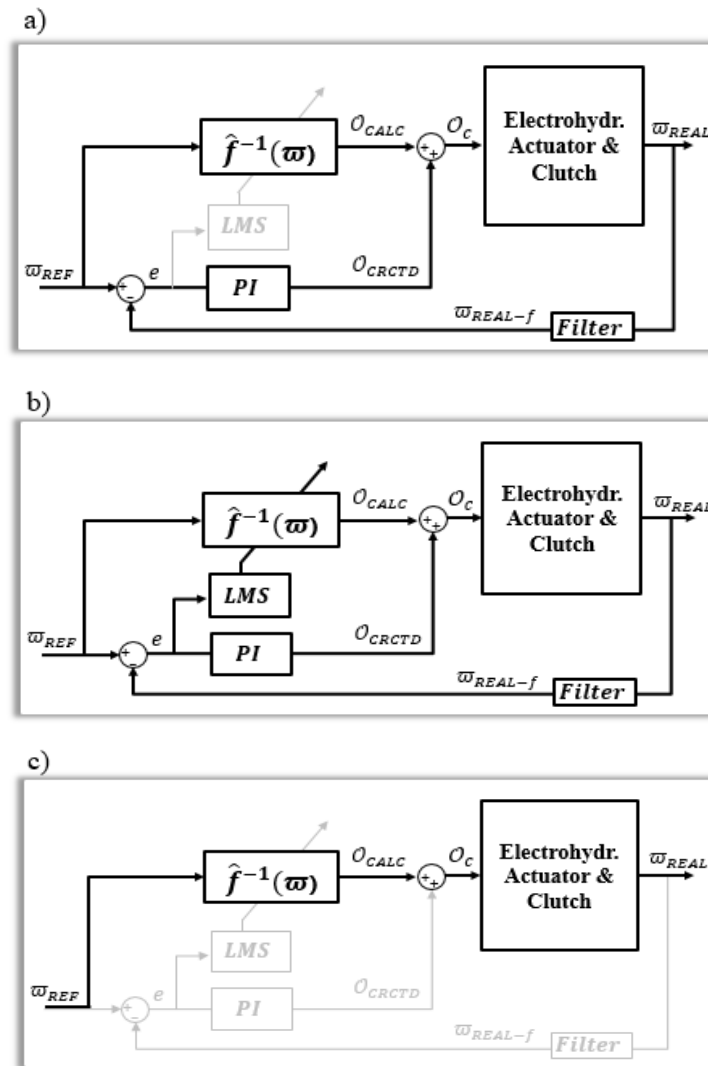 a)
𝒪_CALC 𝒪_C Electrohydr.
f̂⁻¹(ϖ) + + Actuator & ϖ_REAL
Clutch
LMS
ϖ_REF e 𝒪_CRCTD
+ − PI
ϖ_REAL−f Filter
b)
𝒪_CALC 𝒪_C Electrohydr.
f̂⁻¹(ϖ) + + Actuator & ϖ_REAL
Clutch
LMS
ϖ_REF e 𝒪_CRCTD
+ − PI
ϖ_REAL−f Filter
c)
𝒪_CALC 𝒪_C Electrohydr.
f̂⁻¹(ϖ) + + Actuator & ϖ_REAL
Clutch
LMS
ϖ_REF e 𝒪_CRCTD
+ − PI
ϖ_REAL−f Filter